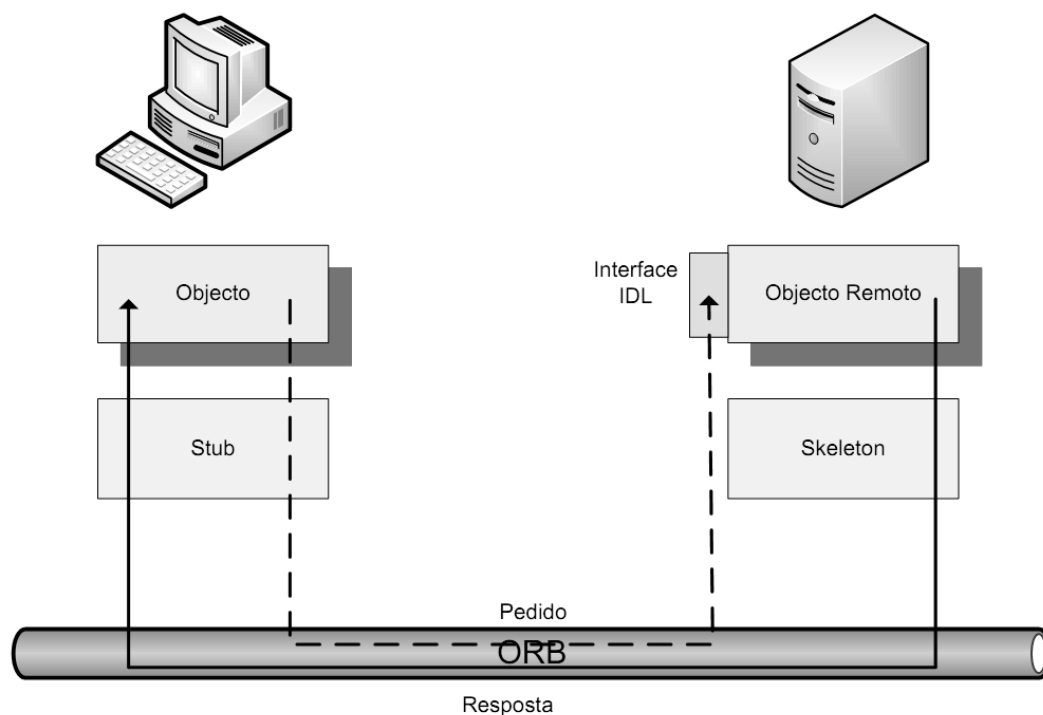 Objecto
Interface
IDL
Objecto Remoto
Stub
Skeleton
Pedido
ORB
Resposta